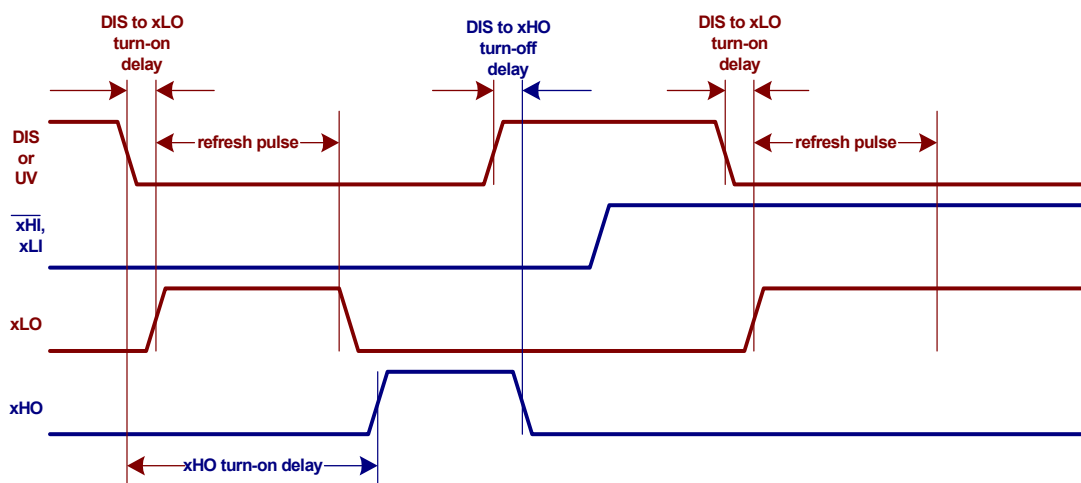 DIS to xLO
turn-on
delay
DIS to xHO
turn-off
delay
DIS to xLO
turn-on
delay
DIS
or
UV
refresh pulse
refresh pulse
xHI,
xLI
xLO
xHO
xHO turn-on delay